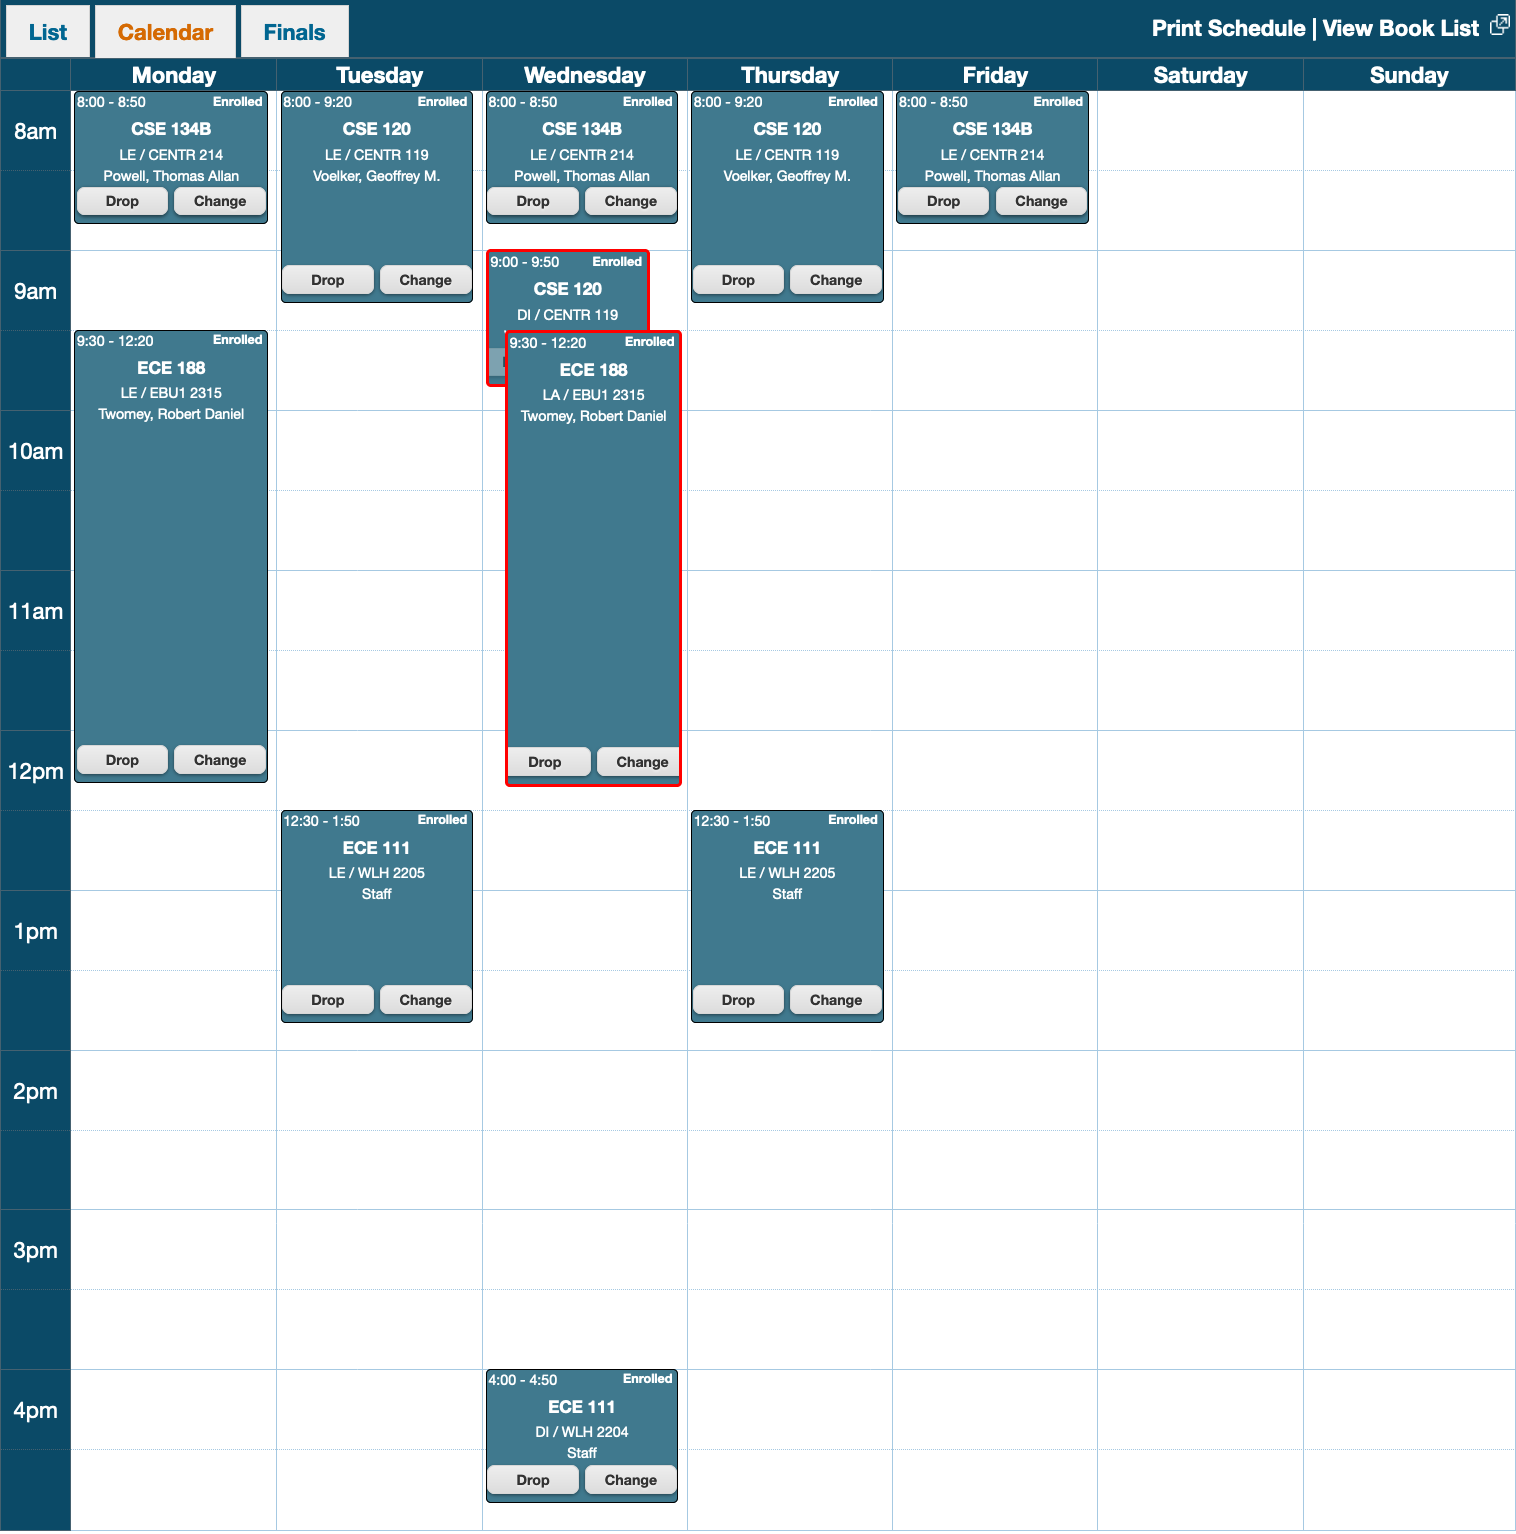 List
Calendar
Finals
Print Schedule | View Book List
Monday
Tuesday
Wednesday
Thursday
Friday
Saturday
Sunday
8am
9am
10am
11am
12pm
1pm
2pm
3pm
4pm
8:00 - 8:50 Enrolled
CSE 134B
LE / CENTR 214
Powell, Thomas Allan
Drop Change
9:30 - 12:20 Enrolled
ECE 188
LE / EBU1 2315
Twomey, Robert Daniel
Drop Change
8:00 - 9:20 Enrolled
CSE 120
LE / CENTR 119
Voelker, Geoffrey M.
Drop Change
12:30 - 1:50 Enrolled
ECE 111
LE / WLH 2205
Staff
Drop Change
8:00 - 8:50 Enrolled
CSE 134B
LE / CENTR 214
Powell, Thomas Allan
Drop Change
9:00 - 9:50 Enrolled
CSE 120
DI / CENTR 119
9:30 - 12:20 Enrolled
ECE 188
LA / EBU1 2315
Twomey, Robert Daniel
Drop Change
4:00 - 4:50 Enrolled
ECE 111
DI / WLH 2204
Staff
Drop Change
8:00 - 9:20 Enrolled
CSE 120
LE / CENTR 119
Voelker, Geoffrey M.
Drop Change
12:30 - 1:50 Enrolled
ECE 111
LE / WLH 2205
Staff
Drop Change
8:00 - 8:50 Enrolled
CSE 134B
LE / CENTR 214
Powell, Thomas Allan
Drop Change